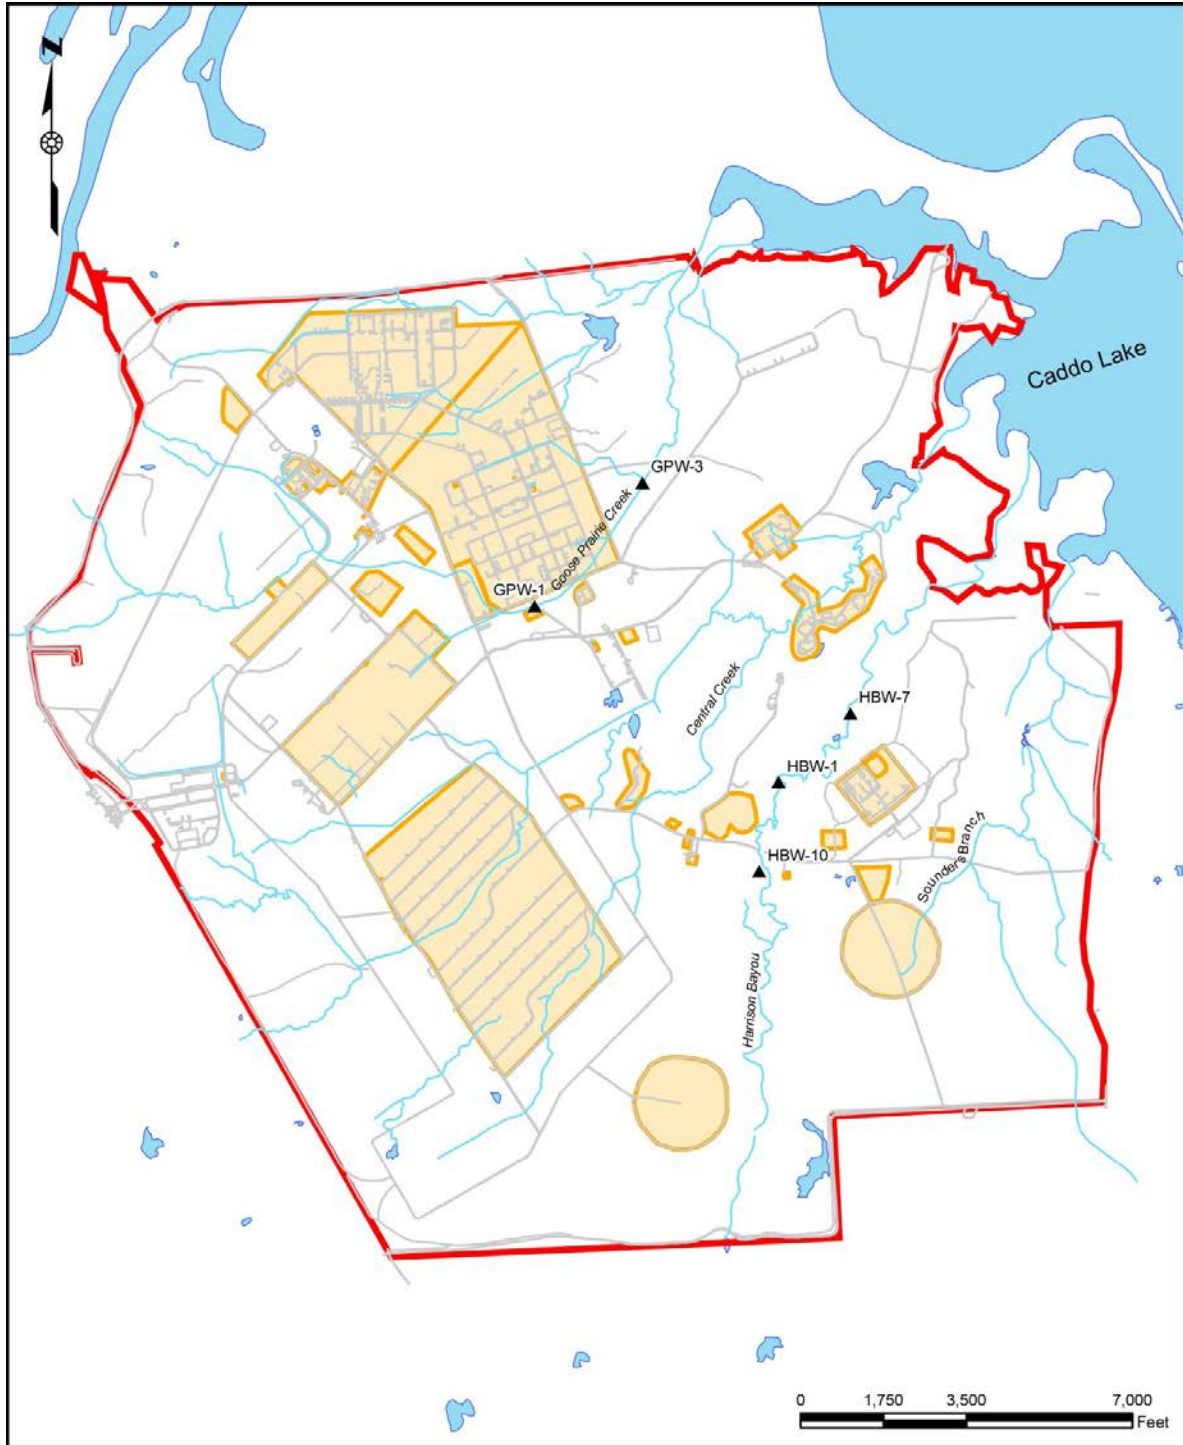 N
Caddo Lake
GPW-3
Goose Prairie Creek
GPW-1
Central Creek
HBW-7
HBW-1
HBW-10
Sounders Branch
Harrison Bayou
0 1,750 3,500 7,000
Feet